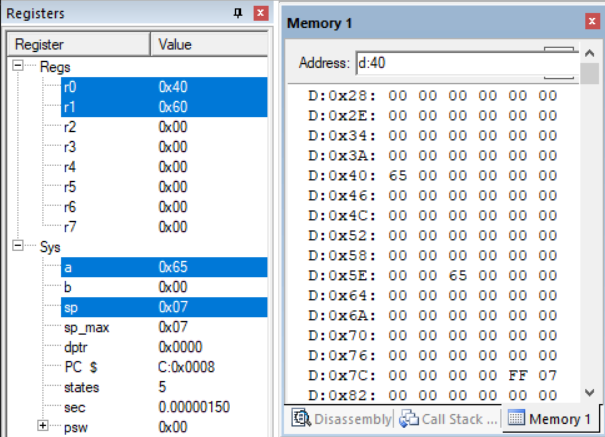 Registers
Register Value
Regs
r0 0x40
r1 0x60
r2 0x00
r3 0x00
r4 0x00
r5 0x00
r6 0x00
r7 0x00
Sys
a 0x65
b 0x00
sp 0x07
sp_max 0x07
dptr 0x0000
PC $ C:0x0008
states 5
sec 0.00000150
psw 0x00
Memory 1
Address: d:40
D:0x28: 00 00 00 00 00 00
D:0x2E: 00 00 00 00 00 00
D:0x34: 00 00 00 00 00 00
D:0x3A: 00 00 00 00 00 00
D:0x40: 65 00 00 00 00 00
D:0x46: 00 00 00 00 00 00
D:0x4C: 00 00 00 00 00 00
D:0x52: 00 00 00 00 00 00
D:0x58: 00 00 00 00 00 00
D:0x5E: 00 00 65 00 00 00
D:0x64: 00 00 00 00 00 00
D:0x6A: 00 00 00 00 00 00
D:0x70: 00 00 00 00 00 00
D:0x76: 00 00 00 00 00 00
D:0x7C: 00 00 00 00 FF 07
D:0x82: 00 00 00 00 00 00
Disassembly Call Stack ... Memory 1